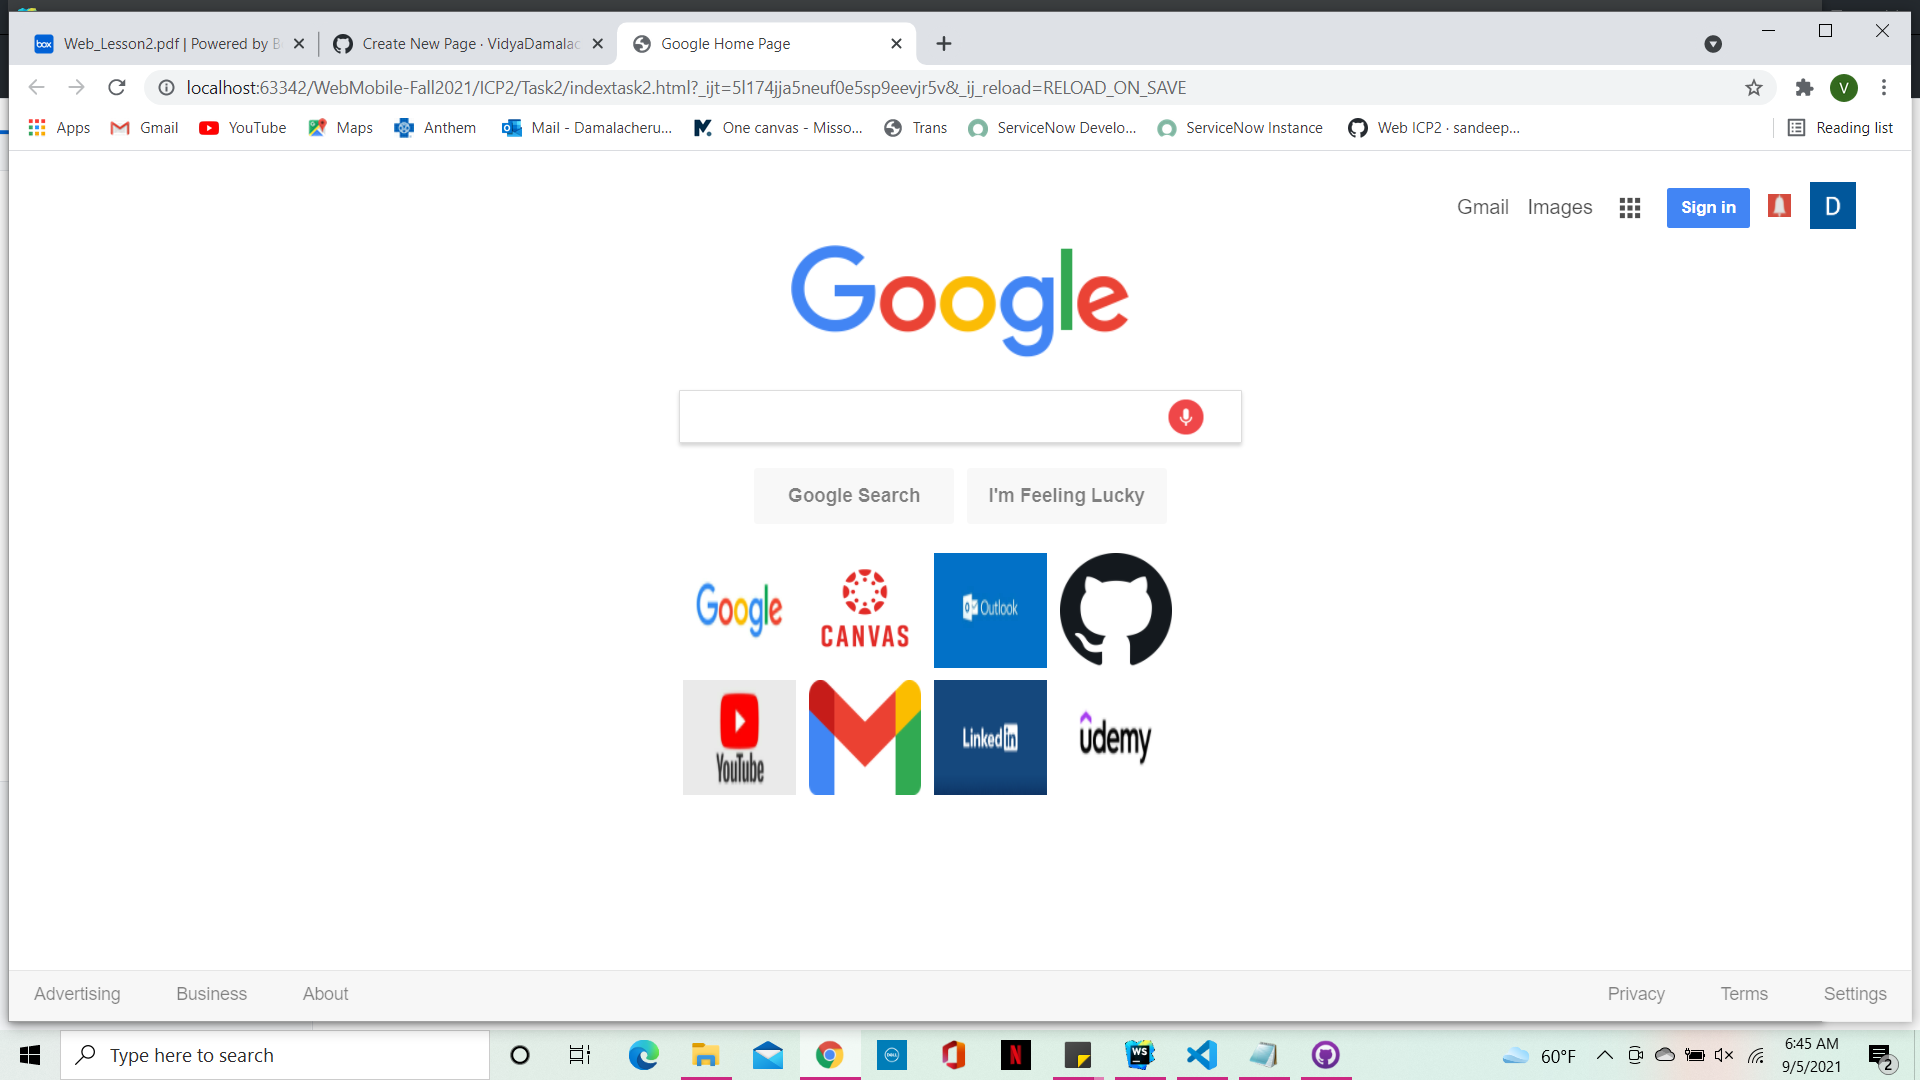 Web_Lesson2.pdf | Powered by B
Create New Page · VidyaDamalac
Google Home Page
localhost:63342/WebMobile-Fall2021/ICP2/Task2/indextask2.html?_ijt=5l174jja5neuf0e5sp9eevjr5v&_ij_reload=RELOAD_ON_SAVE
V
Apps
Gmail
YouTube
Maps
Anthem
Mail - Damalacheru...
One canvas - Misso...
Trans
ServiceNow Develo...
ServiceNow Instance
Web ICP2 · sandeep...
Reading list
Gmail
Images
Sign in
D
Google
Google Search
I'm Feeling Lucky
Google
CANVAS
Outlook
YouTube
Linked in
ûdemy
Advertising
Business
About
Privacy
Terms
Settings
Type here to search
60°F
6:45 AM
9/5/2021
2